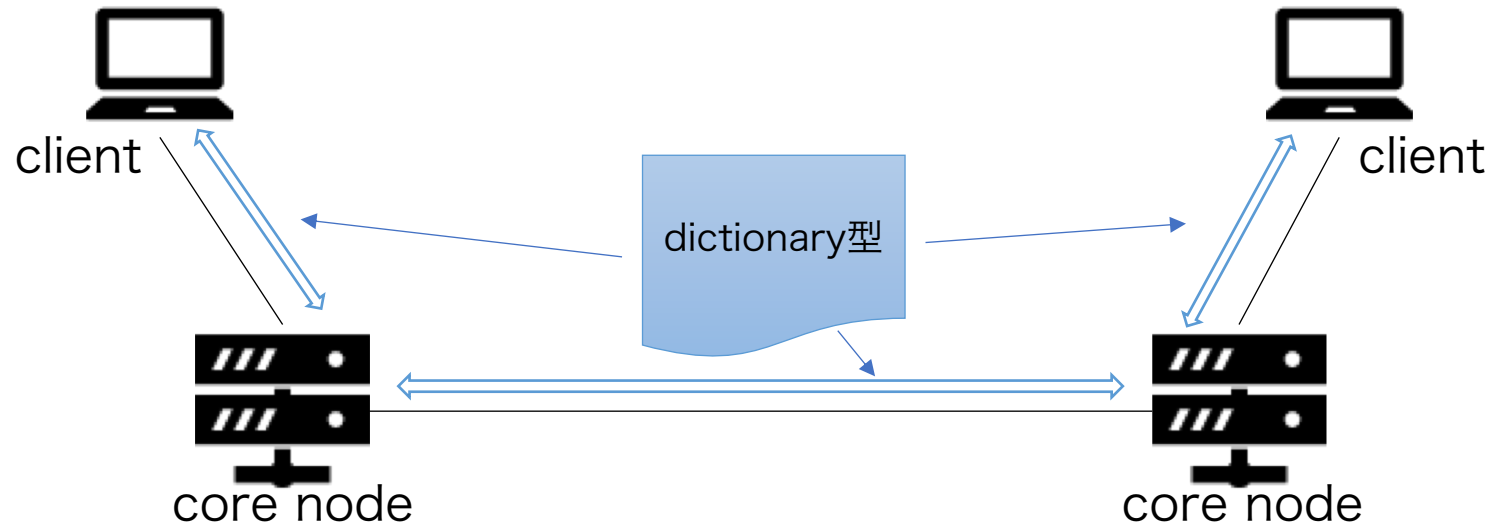 client
client
dictionary型
core node
core node